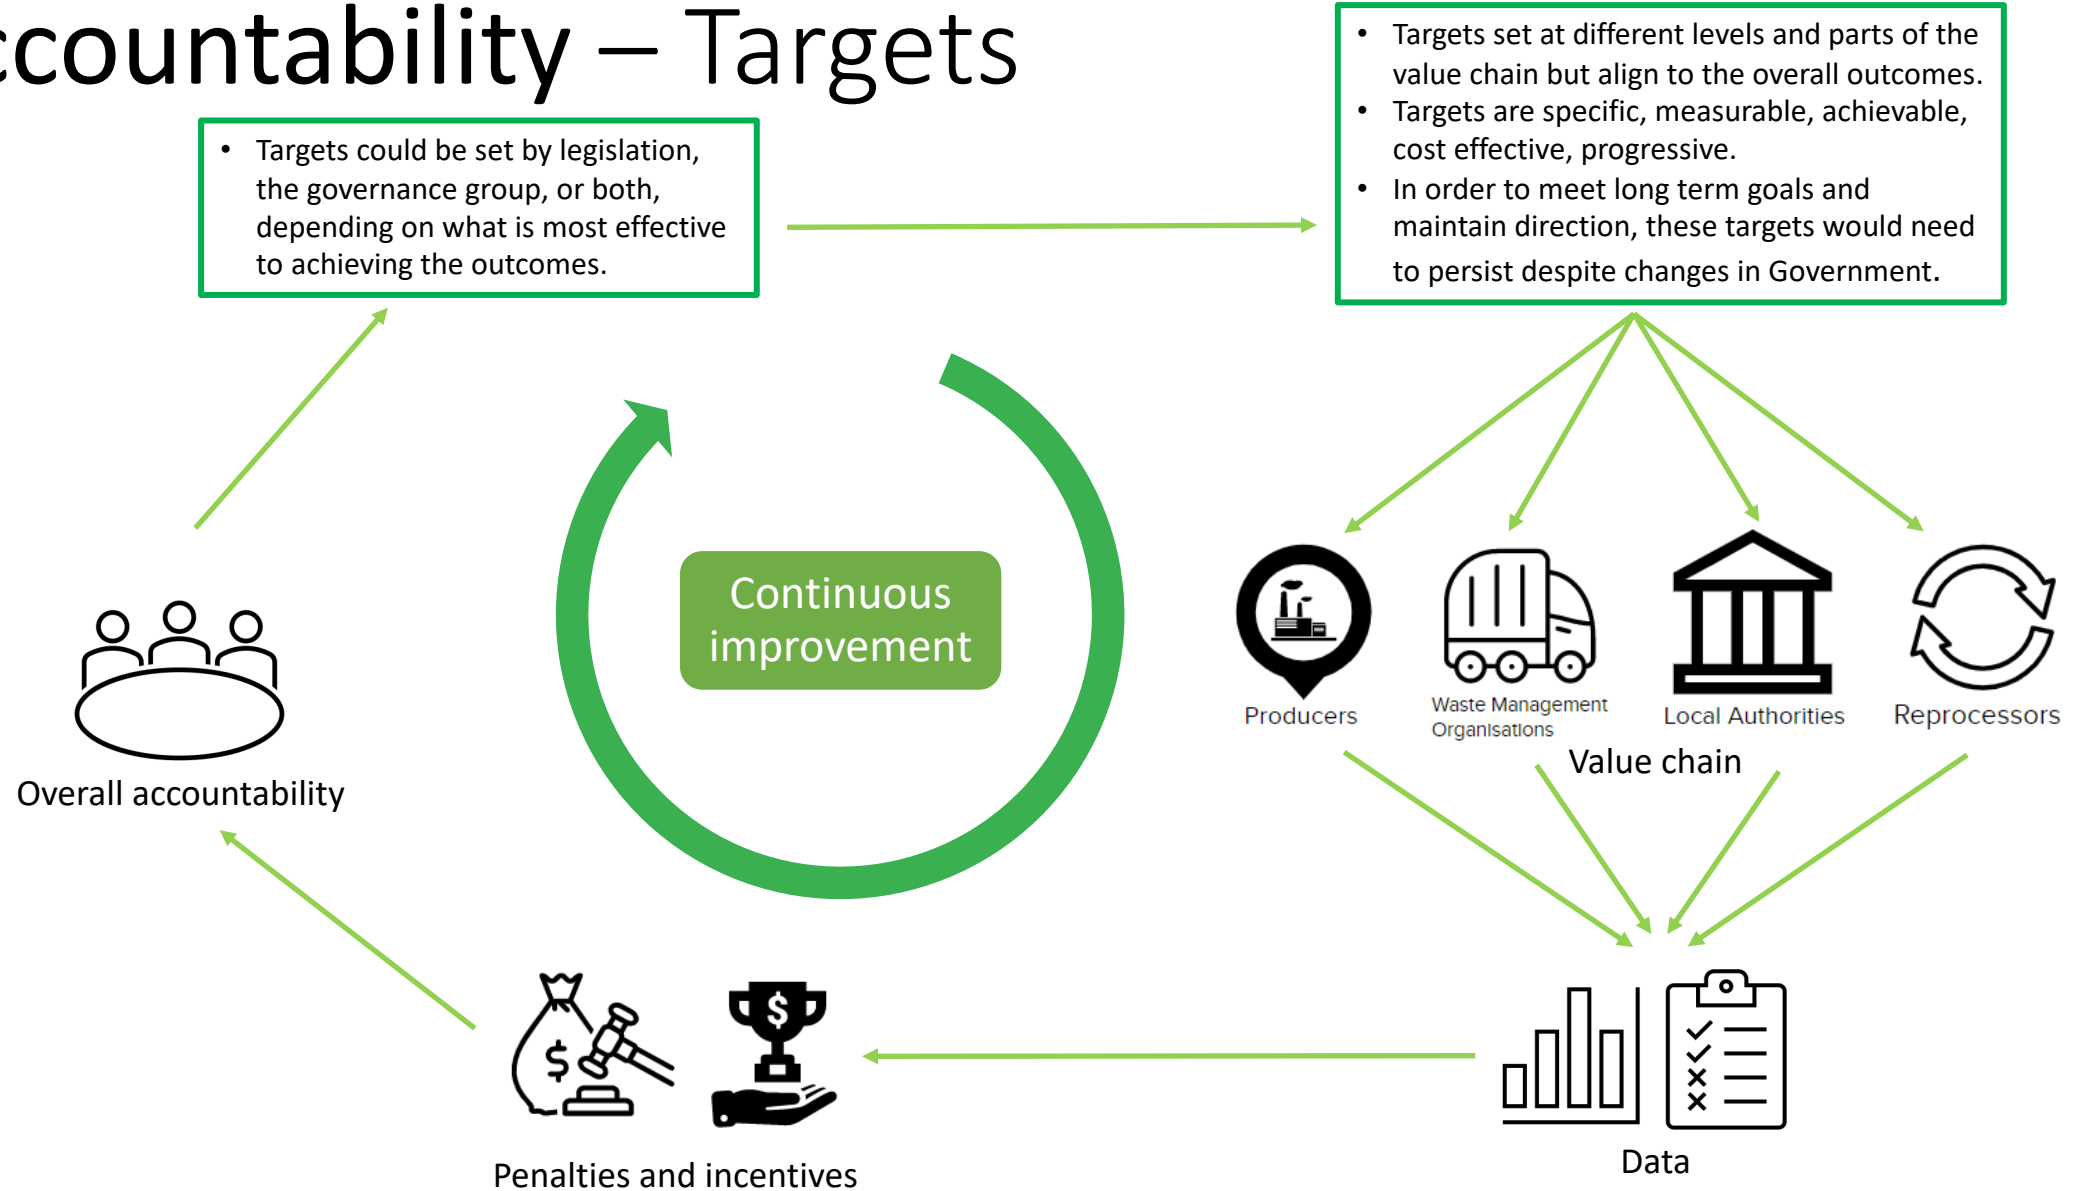 ccountability – Targets
• Targets could be set by legislation,
the governance group, or both,
depending on what is most effective
to achieving the outcomes.
• Targets set at different levels and parts of the
value chain but align to the overall outcomes.
• Targets are specific, measurable, achievable,
cost effective, progressive.
• In order to meet long term goals and
maintain direction, these targets would need
to persist despite changes in Government.
Continuous
improvement
Producers
Waste Management
Organisations
Local Authorities
Reprocessors
Value chain
Overall accountability
$
$
Penalties and incentives
Data